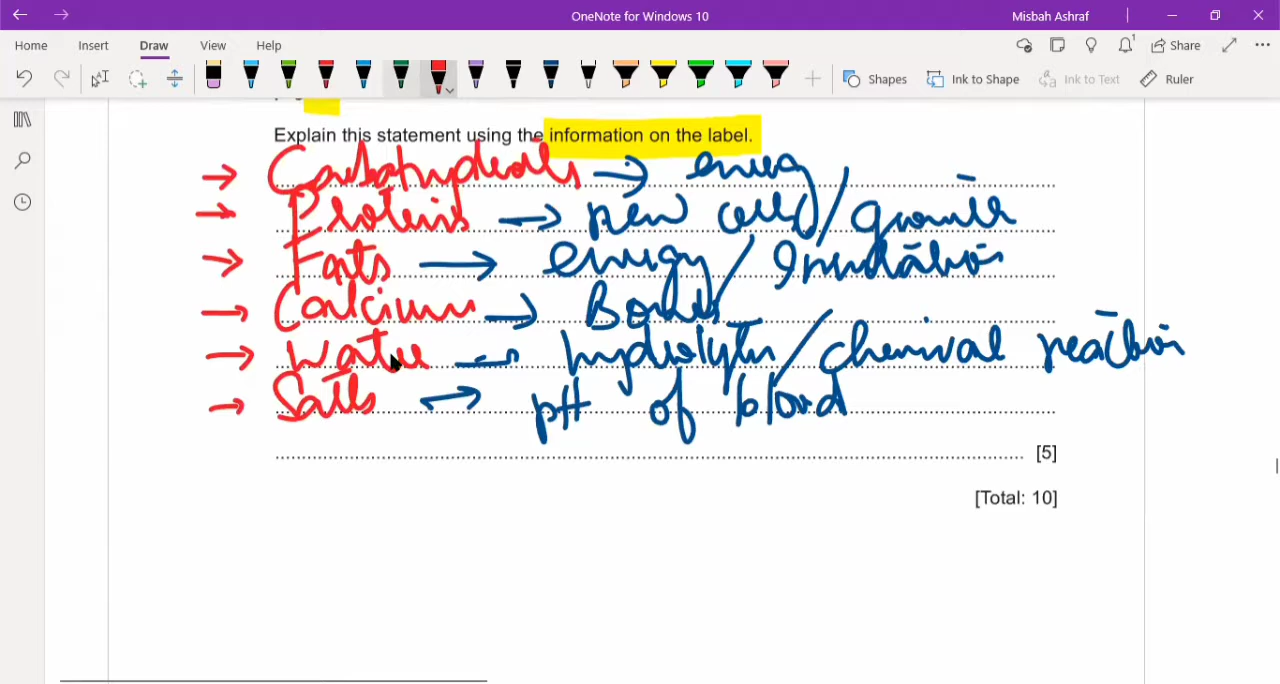 OneNote for Windows 10
Misbah Ashraf
Home Insert Draw View Help
Share
Shapes
Ink to Shape
Ink to Text
Ruler
Explain this statement using the information on the label.
→ Carbohydrates → energy
→ Proteins → new cells / growth
→ Fats → energy / Insulation
→ Calcium → Bones
→ Water → hydrolysis / chemical reaction
→ Salts → pH of blood
[5]
[Total: 10]